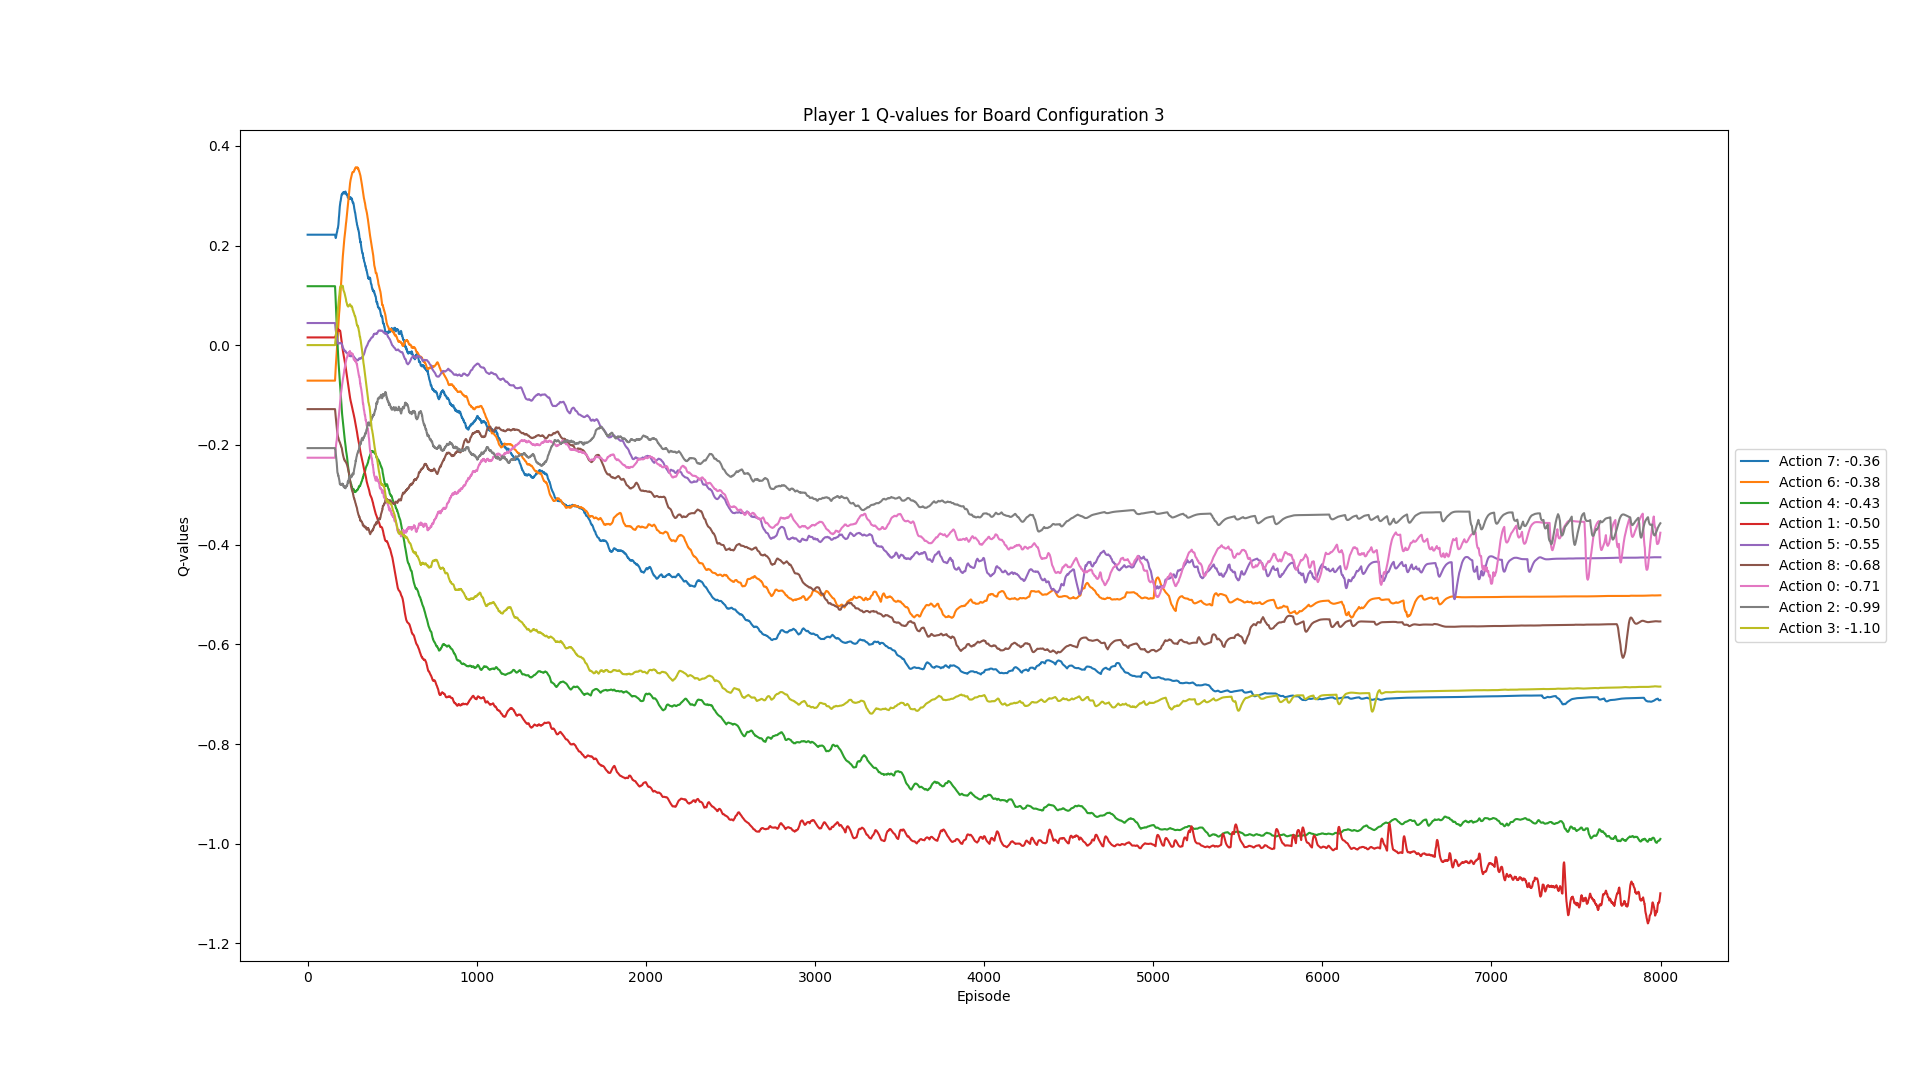 Player 1 Q-values for Board Configuration 3
0.4
0.2
0.0
−0.2
−0.4
−0.6
−0.8
−1.0
−1.2
Q-values
0 1000 2000 3000 4000 5000 6000 7000 8000
Episode
Action 7: -0.36
Action 6: -0.38
Action 4: -0.43
Action 1: -0.50
Action 5: -0.55
Action 8: -0.68
Action 0: -0.71
Action 2: -0.99
Action 3: -1.10